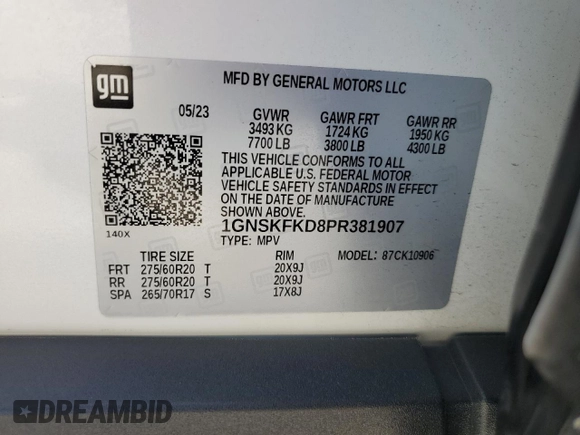 gm
MFD BY GENERAL MOTORS LLC
05/23 GVWR GAWR FRT GAWR RR
3493 KG 1724 KG 1950 KG
7700 LB 3800 LB 4300 LB
THIS VEHICLE CONFORMS TO ALL
APPLICABLE U.S. FEDERAL MOTOR
VEHICLE SAFETY STANDARDS IN EFFECT
ON THE DATE OF MANUFACTURE
SHOWN ABOVE.
140X
1GNSKFKD8PR381907
TYPE: MPV MODEL: 87CK10906
TIRE SIZE RIM
FRT 275/60R20 T 20X9J
RR 275/60R20 T 20X9J
SPA 265/70R17 S 17X8J
DREAMBID